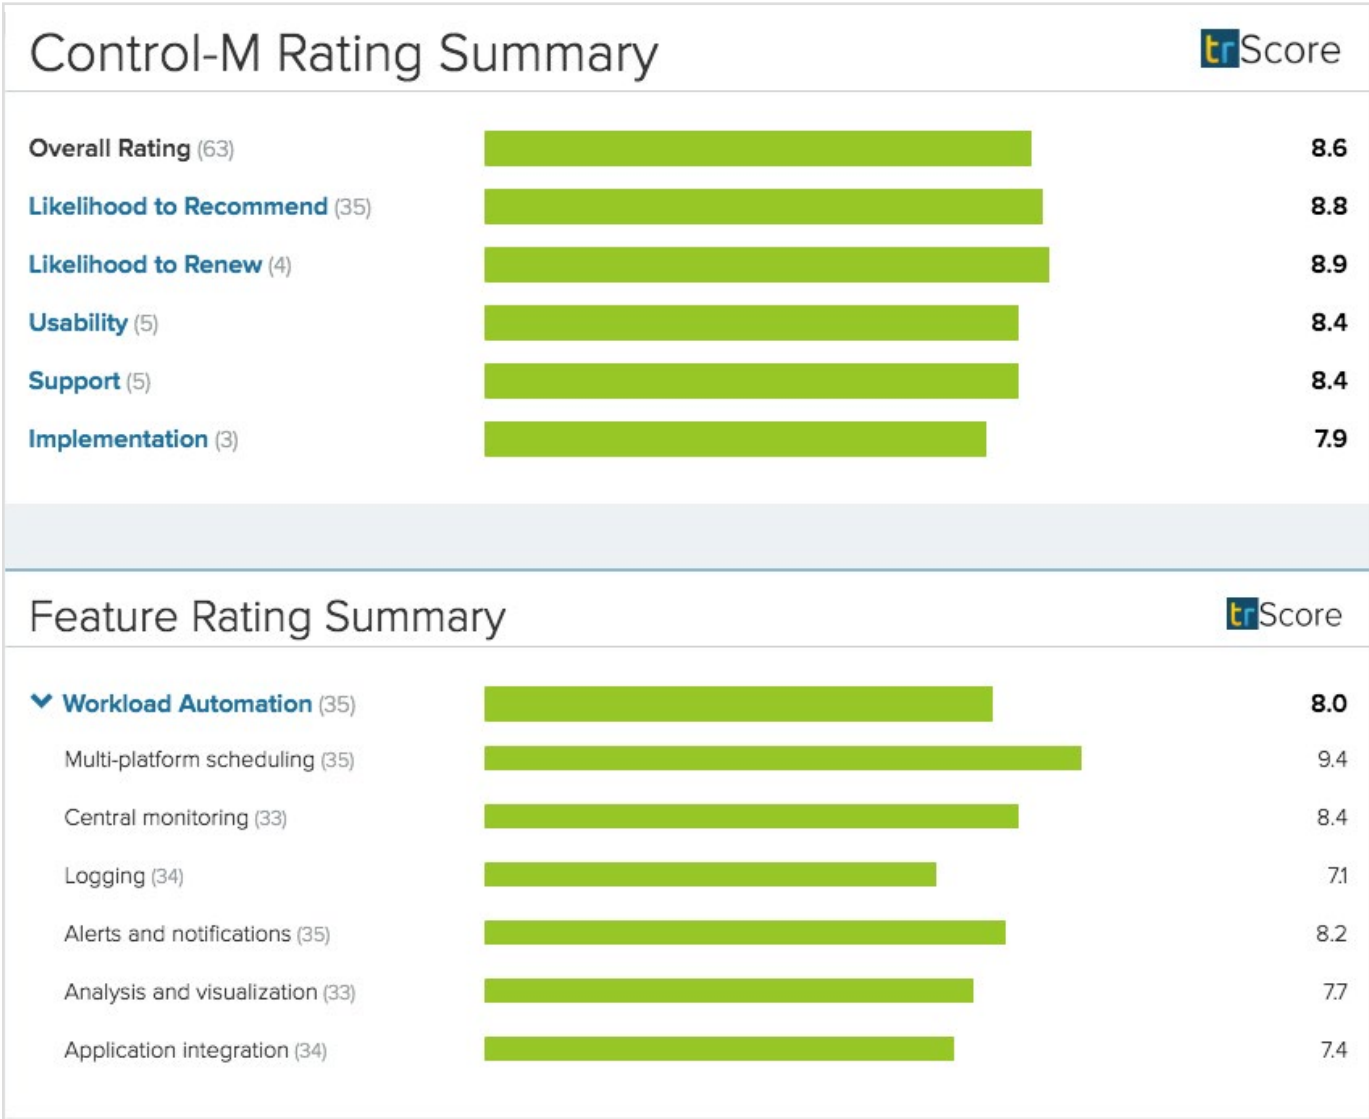 Control-M Rating Summary trScore
Overall Rating (63) 8.6
Likelihood to Recommend (35) 8.8
Likelihood to Renew (4) 8.9
Usability (5) 8.4
Support (5) 8.4
Implementation (3) 7.9
Feature Rating Summary trScore
Workload Automation (35) 8.0
Multi-platform scheduling (35) 9.4
Central monitoring (33) 8.4
Logging (34) 7.1
Alerts and notifications (35) 8.2
Analysis and visualization (33) 7.7
Application integration (34) 7.4